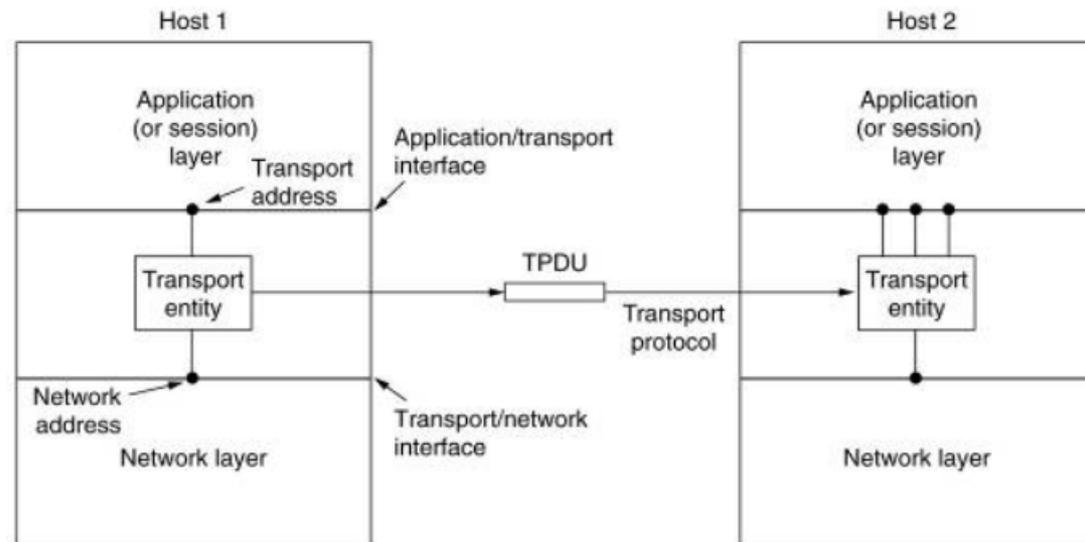 Host 1
Host 2
Application
(or session)
layer
Transport
address
Application/transport
interface
Application
(or session)
layer
Transport
entity
TPDU
Transport
protocol
Transport
entity
Network
address
Transport/network
interface
Network layer
Network layer